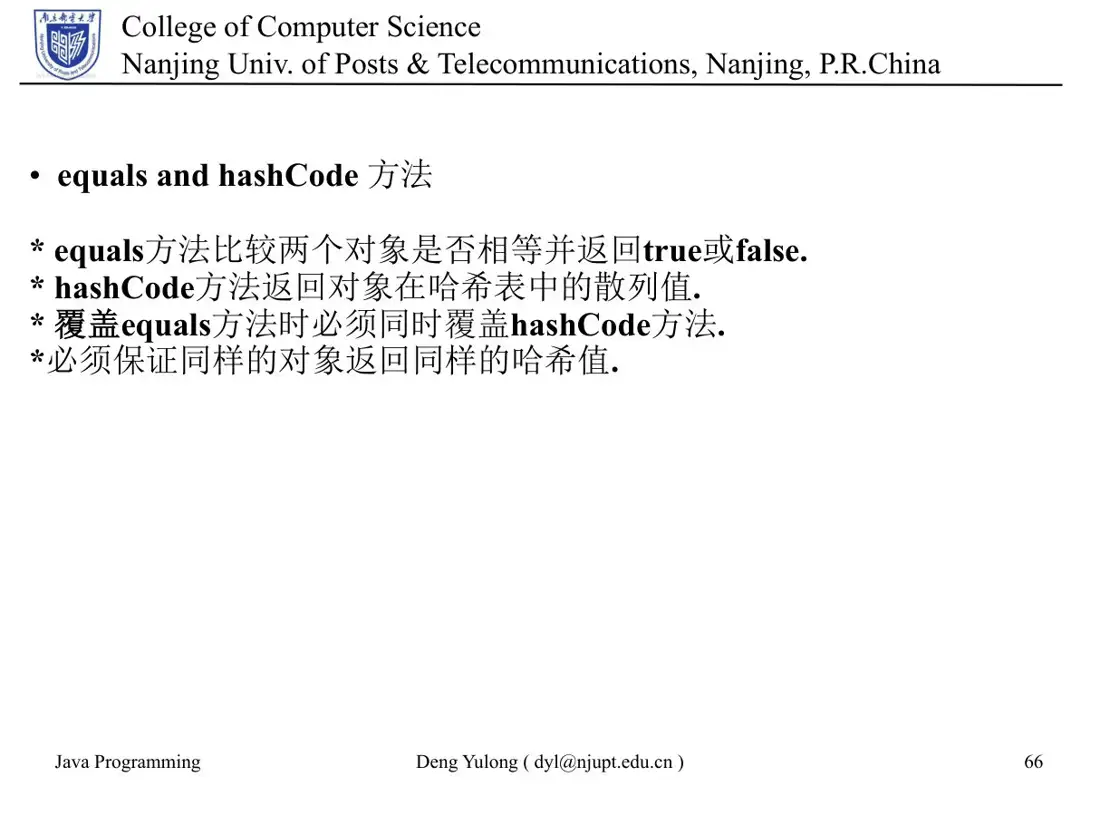 College of Computer Science
Nanjing Univ. of Posts & Telecommunications, Nanjing, P.R.China
• equals and hashCode 方法
* equals方法比较两个对象是否相等并返回true或false.
* hashCode方法返回对象在哈希表中的散列值.
* 覆盖equals方法时必须同时覆盖hashCode方法.
*必须保证同样的对象返回同样的哈希值.
Java Programming
Deng Yulong ( dyl@njupt.edu.cn )
66